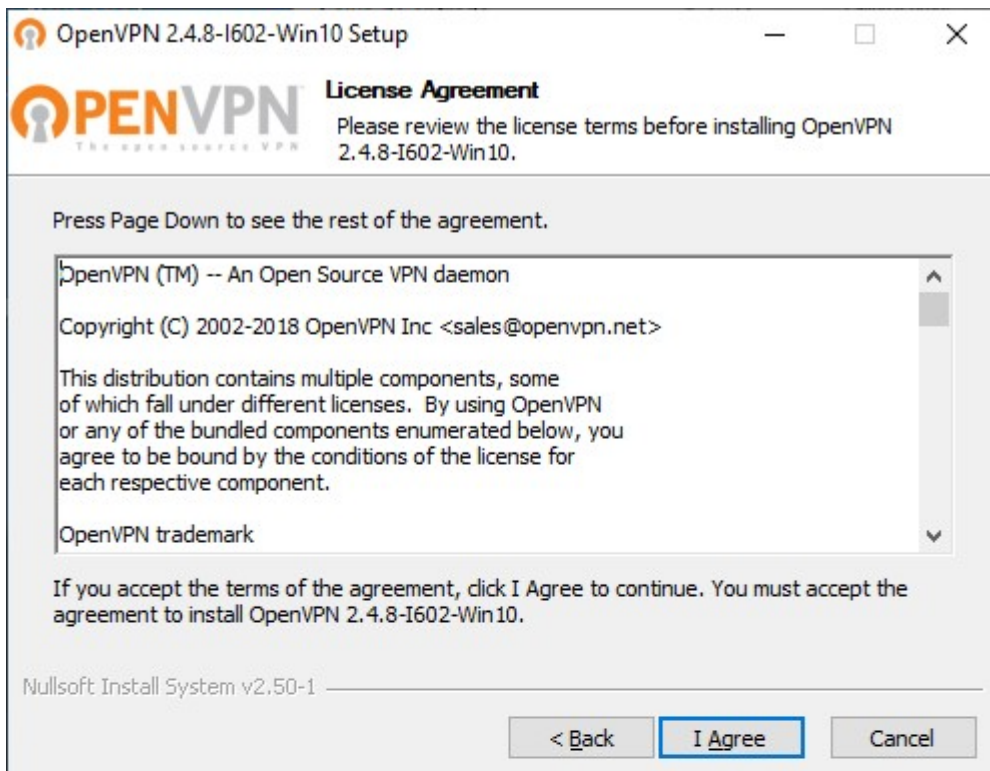 OpenVPN 2.4.8-I602-Win10 Setup
OPENVPN
The open source VPN
License Agreement
Please review the license terms before installing OpenVPN
2.4.8-I602-Win10.
Press Page Down to see the rest of the agreement.
OpenVPN (TM) -- An Open Source VPN daemon
Copyright (C) 2002-2018 OpenVPN Inc <sales@openvpn.net>
This distribution contains multiple components, some
of which fall under different licenses.  By using OpenVPN
or any of the bundled components enumerated below, you
agree to be bound by the conditions of the license for
each respective component.
OpenVPN trademark
If you accept the terms of the agreement, click I Agree to continue. You must accept the
agreement to install OpenVPN 2.4.8-I602-Win10.
Nullsoft Install System v2.50-1
< Back
I Agree
Cancel